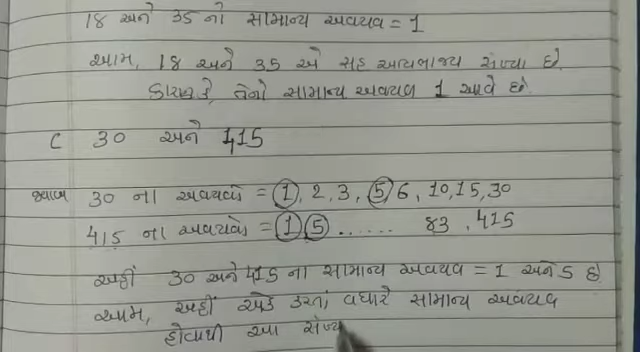 18 અને 35 નો સામાન્ય અવયવ = 1
આમ, 18 અને 35 એ સહ અવિભાજ્ય સંખ્યા છે.
કારણકે, તેનો સામાન્ય અવયવ 1 આવે છે.
C 30 અને 415
જવાબ 30 ના અવયવો = 1, 2, 3, 5, 6, 10, 15, 30
415 ના અવયવો = 1 5 ...... 83, 415
અહીં 30 અને 415 ના સામાન્ય અવયવ = 1 અને 5 છે
આમ, અહીં એક કરતાં વધારે સામાન્ય અવયવ
હોવાથી આ સંખ્ય